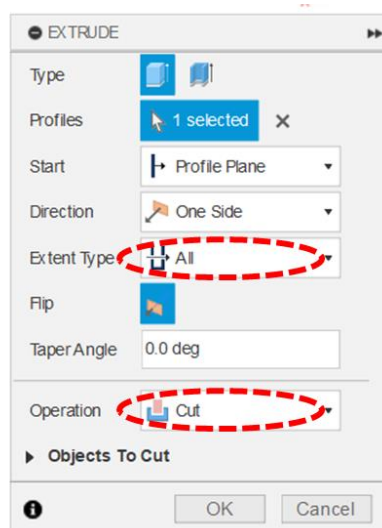 EXTRUDE
Type
Profiles 1 selected
Start Profile Plane
Direction One Side
Extent Type All
Flip
Taper Angle 0.0 deg
Operation Cut
Objects To Cut
OK Cancel